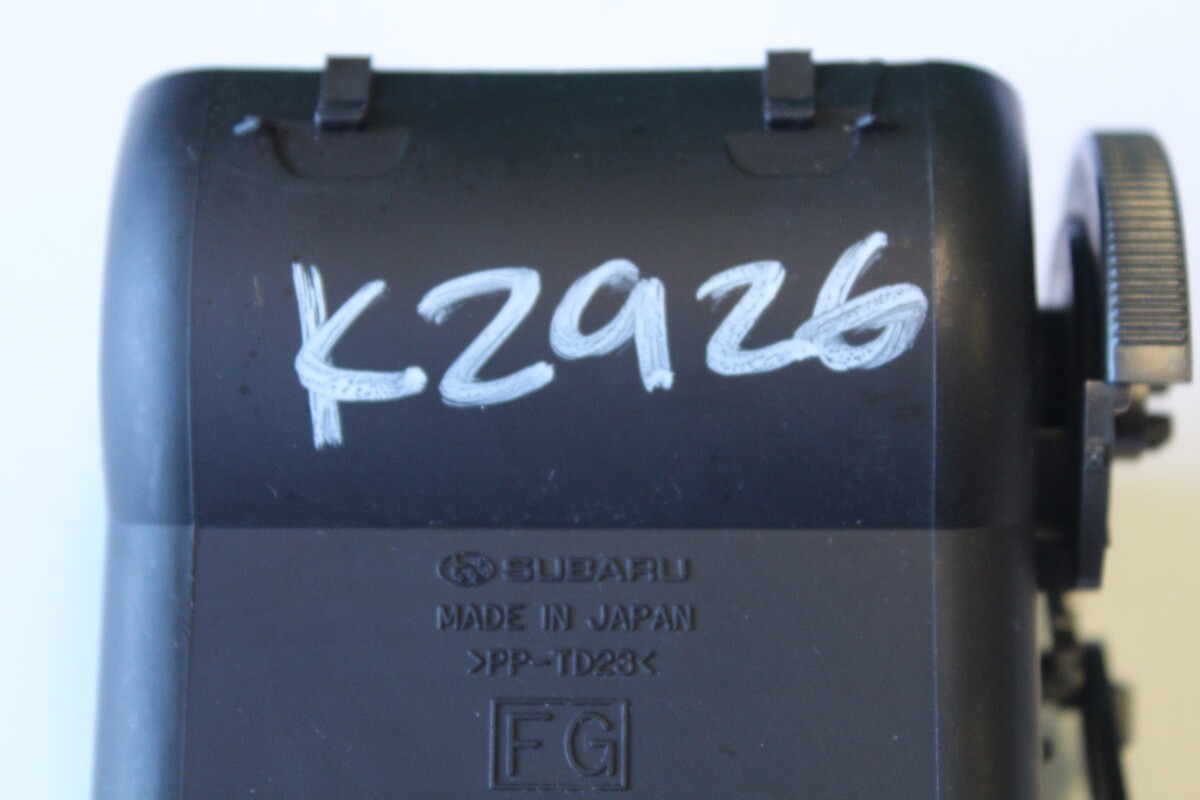 K2926
SUBARU
MADE IN JAPAN
>PP-TD23<
FG